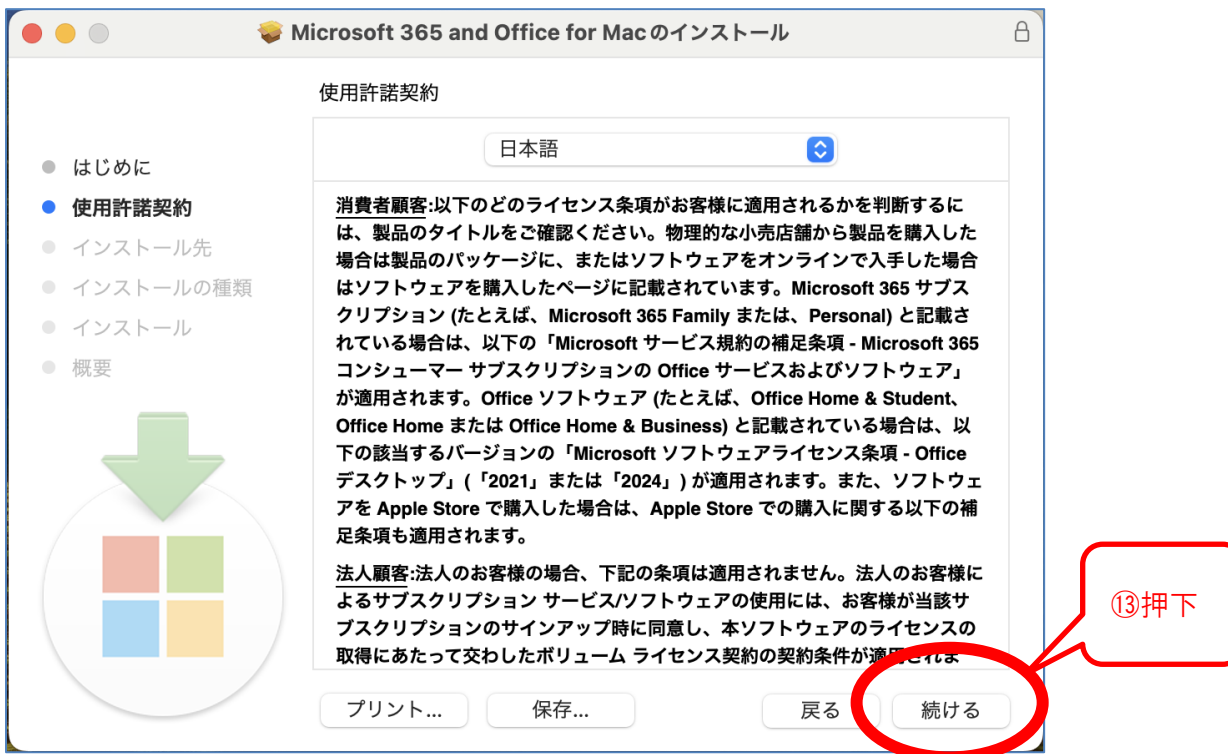 Microsoft 365 and Office for Macのインストール
使用許諾契約
はじめに
使用許諾契約
インストール先
インストールの種類
インストール
概要
日本語
消費者顧客:以下のどのライセンス条項がお客様に適用されるかを判断するに
は、製品のタイトルをご確認ください。物理的な小売店舗から製品を購入した
場合は製品のパッケージに、またはソフトウェアをオンラインで入手した場合
はソフトウェアを購入したページに記載されています。Microsoft 365 サブス
クリプション (たとえば、Microsoft 365 Family または、Personal) と記載さ
れている場合は、以下の「Microsoft サービス規約の補足条項 - Microsoft 365
コンシューマー サブスクリプションの Office サービスおよびソフトウェア」
が適用されます。Office ソフトウェア (たとえば、Office Home & Student、
Office Home または Office Home & Business) と記載されている場合は、以
下の該当するバージョンの「Microsoft ソフトウェアライセンス条項 - Office
デスクトップ」(「2021」または「2024」) が適用されます。また、ソフトウェ
アを Apple Store で購入した場合は、Apple Store での購入に関する以下の補
足条項も適用されます。
法人顧客:法人のお客様の場合、下記の条項は適用されません。法人のお客様に
よるサブスクリプション サービス/ソフトウェアの使用には、お客様が当該サ
ブスクリプションのサインアップ時に同意し、本ソフトウェアのライセンスの
取得にあたって交わしたボリューム ライセンス契約の契約条件が適用されま
プリント...
保存...
戻る
続ける
⑬押下